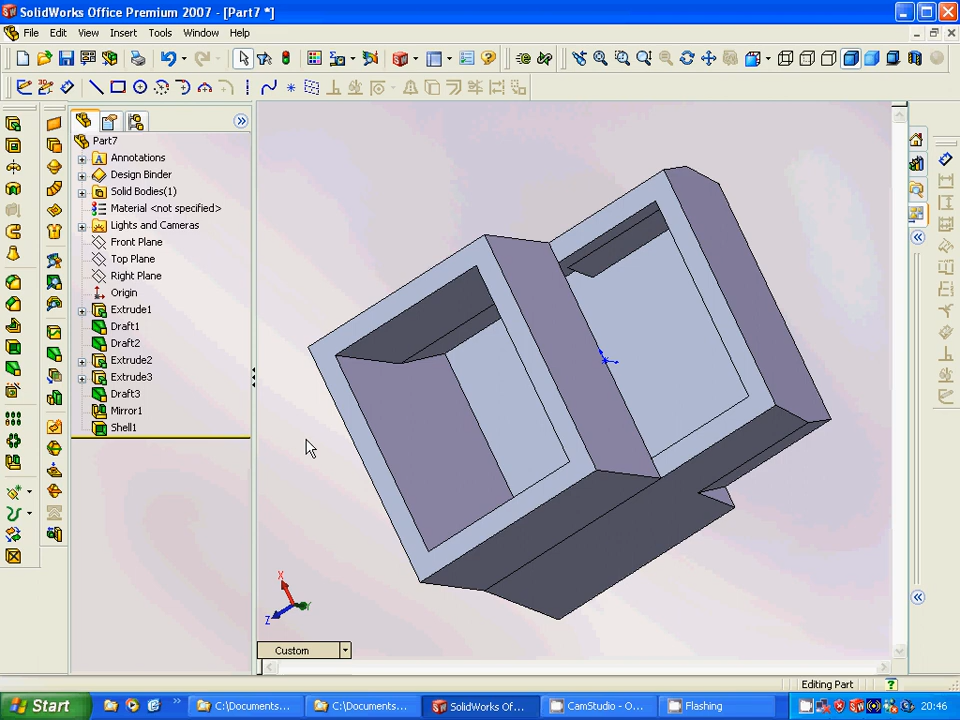 SolidWorks Office Premium 2007 - [Part7 *]
File Edit View Insert Tools Window Help
Part7
Annotations
Design Binder
Solid Bodies(1)
Material <not specified>
Lights and Cameras
Front Plane
Top Plane
Right Plane
Origin
Extrude1
Draft1
Draft2
Extrude2
Extrude3
Draft3
Mirror1
Shell1
X
Y
Z
Custom
Editing Part
Start
C:\Documents...
C:\Documents...
SolidWorks Of...
CamStudio - O...
Flashing
20:46